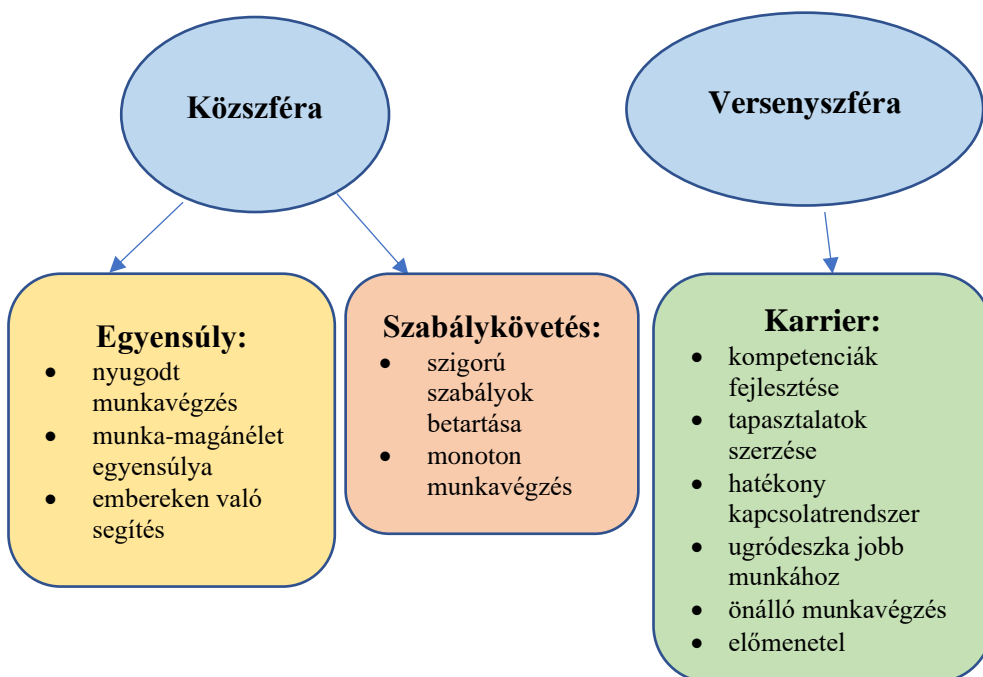 Közszféra
Versenyszféra
Egyensúly:
• nyugodt
munkavégzés
• munka-magánélet
egyensúlya
• embereken való
segítés
Szabálykövetés:
• szigorú
szabályok
betartása
• monoton
munkavégzés
Karrier:
• kompetenciák
fejlesztése
• tapasztalatok
szerzése
• hatékony
kapcsolatrendszer
• ugródeszka jobb
munkához
• önálló munkavégzés
• előmenetel